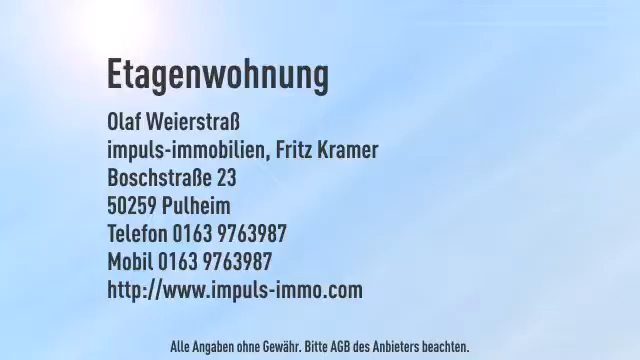 Etagenwohnung
Olaf Weierstraß
impuls-immobilien, Fritz Kramer
Boschstraße 23
50259 Pulheim
Telefon 0163 9763987
Mobil 0163 9763987
http://www.impuls-immo.com
Alle Angaben ohne Gewähr. Bitte AGB des Anbieters beachten.